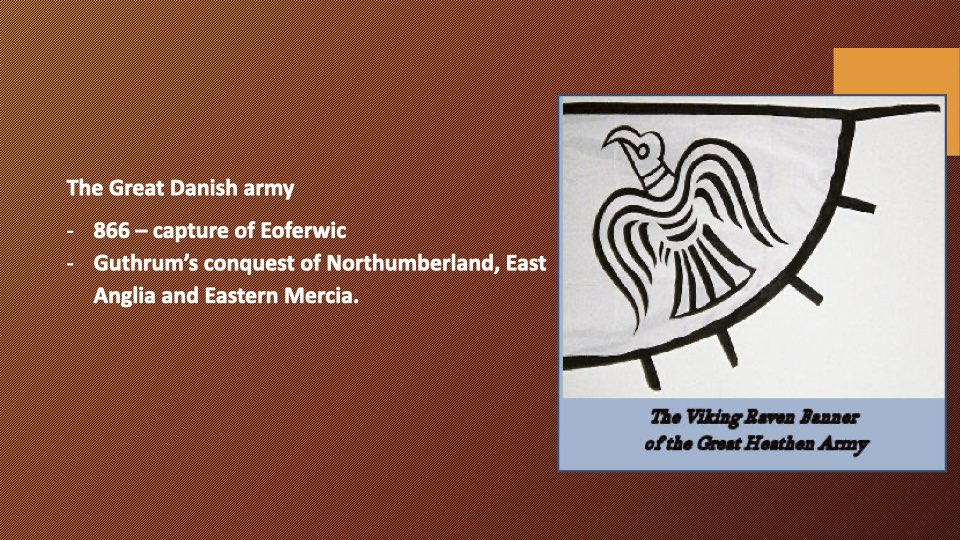 The Great Danish army
- 866 – capture of Eoferwic
- Guthrum’s conquest of Northumberland, East
Anglia and Eastern Mercia.
The Viking Raven Banner
of the Great Heathen Army